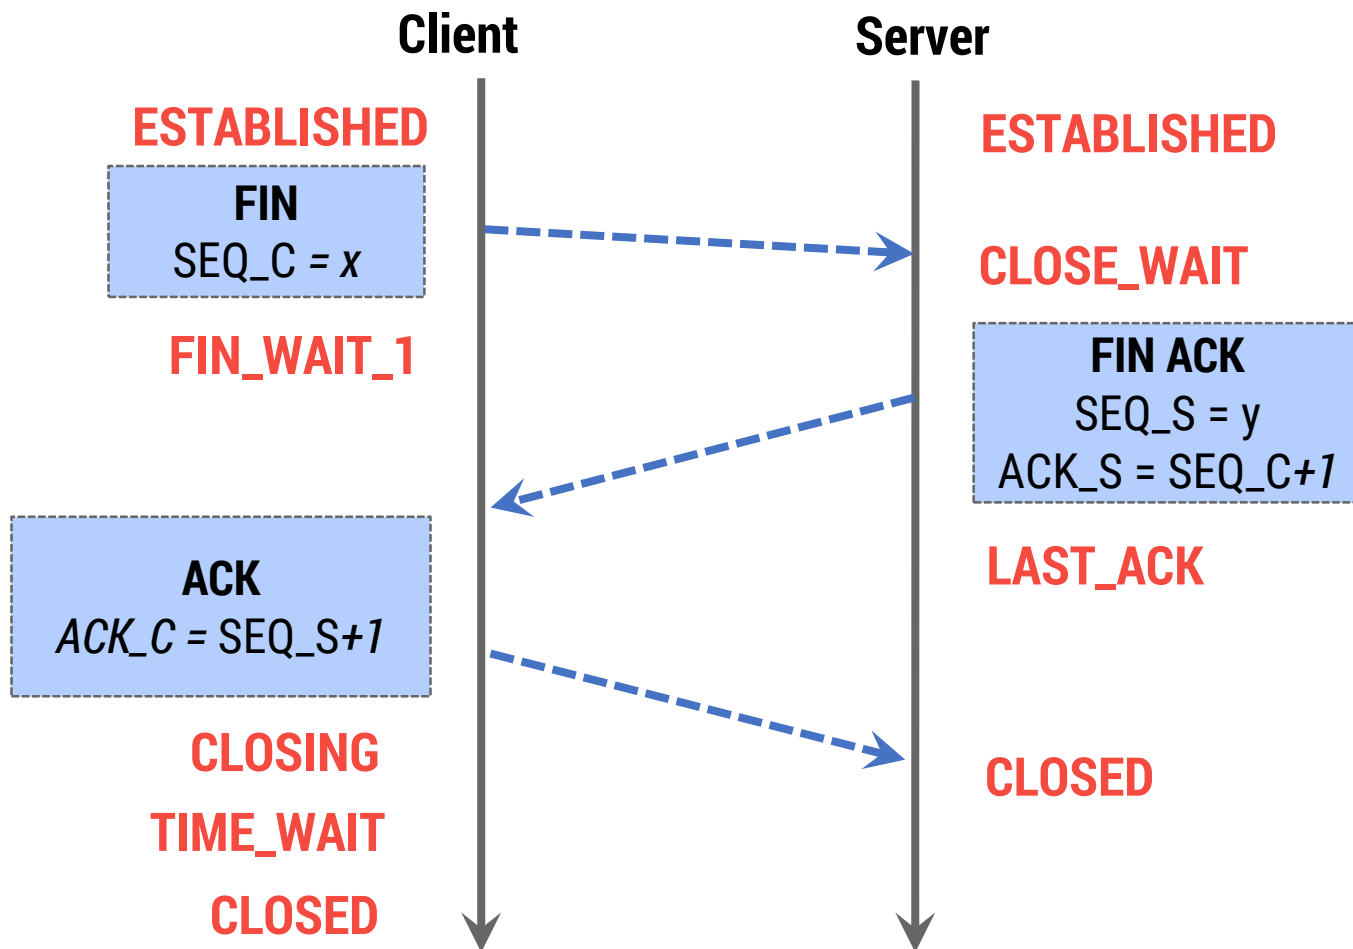 Client
Server
ESTABLISHED
ESTABLISHED
FIN
SEQ_C = x
CLOSE_WAIT
FIN_WAIT_1
FIN ACK
SEQ_S = y
ACK_S = SEQ_C+1
ACK
ACK_C = SEQ_S+1
LAST_ACK
CLOSING
CLOSED
TIME_WAIT
CLOSED